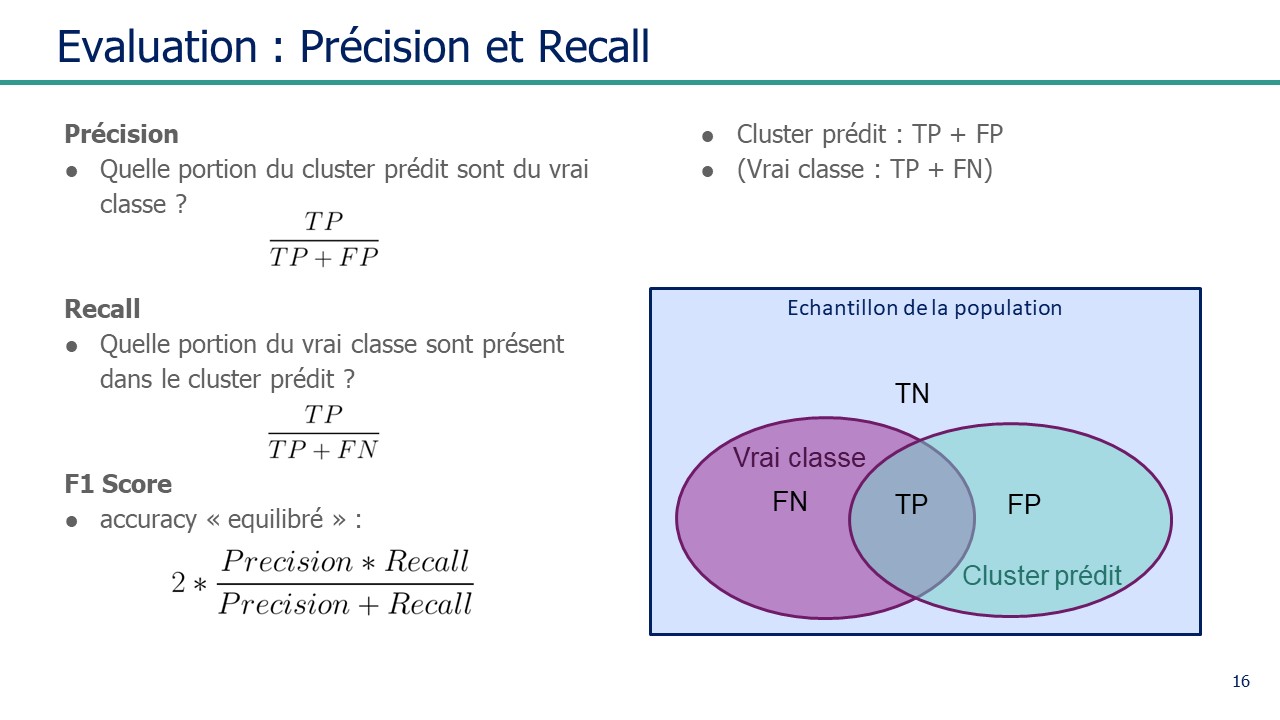 Evaluation : Précision et Recall
Précision
● Quelle portion du cluster prédit sont du vrai
classe ?
TP
TP + FP
Recall
● Quelle portion du vrai classe sont présent
dans le cluster prédit ?
TP
TP + FN
F1 Score
● accuracy « equilibré » :
2 * Precision * Recall
Precision + Recall
● Cluster prédit : TP + FP
● (Vrai classe : TP + FN)
Echantillon de la population
TN
Vrai classe
FN TP FP
Cluster prédit
16